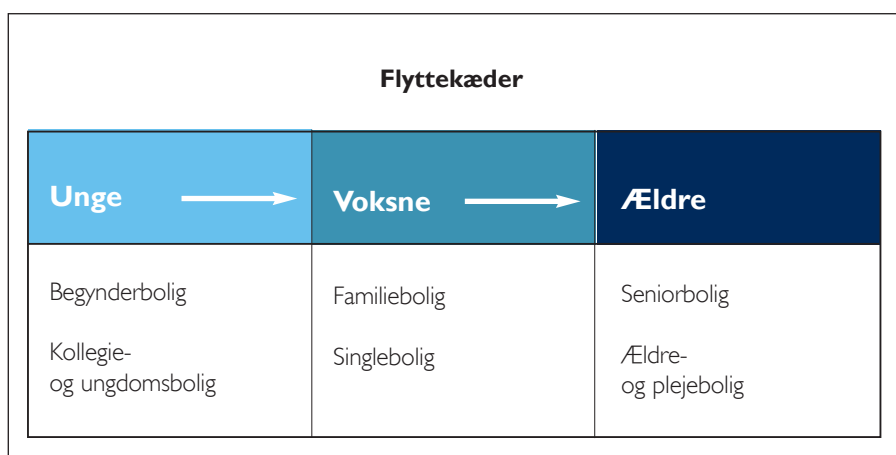 Flyttekæder
Unge
Voksne
Ældre
Begynderbolig
Kollegie-
og ungdomsbolig
Familiebolig
Singlebolig
Seniorbolig
Ældre-
og plejebolig